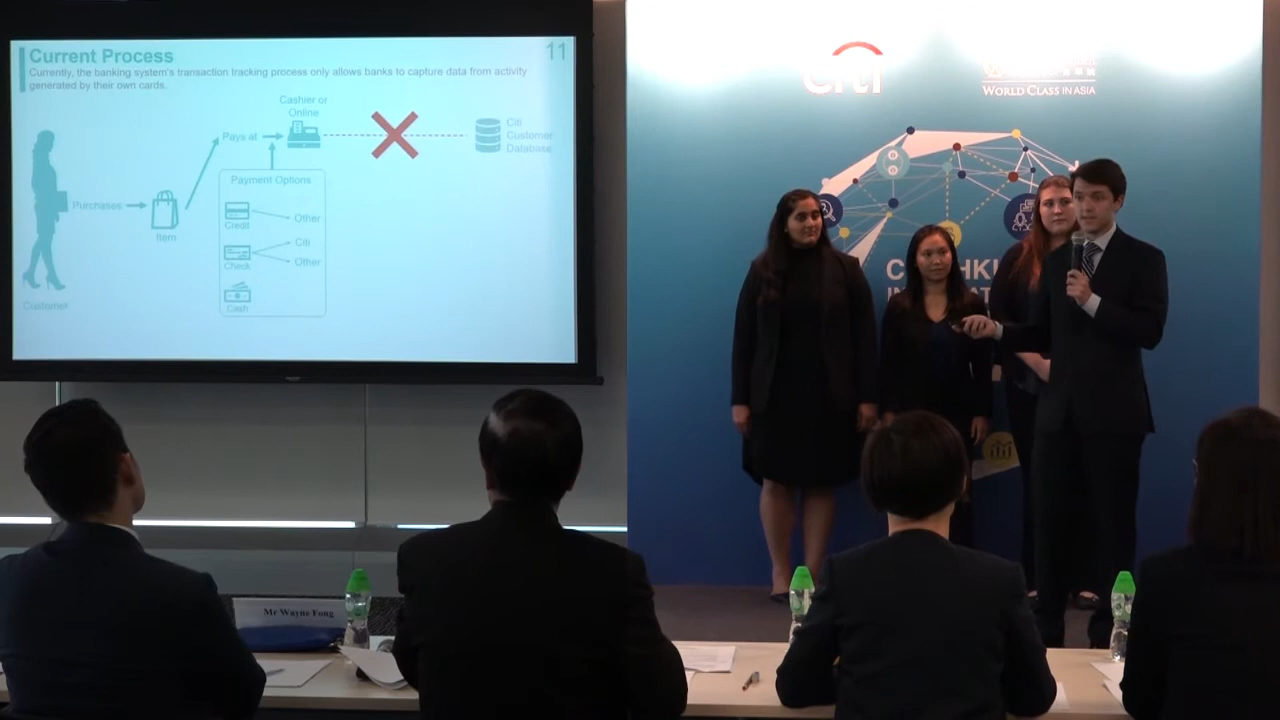 Current Process
11
Currently, the banking system's transaction tracking process only allows banks to capture data from activity
generated by their own cards.
Cashier or
Online
Pays at
Citi
Customer
Database
Payment Options
Purchases
Item
Credit
Other
Check
Citi
Other
Cash
Customer
citi
WORLD CLASS IN ASIA
Mr Wayne Fong